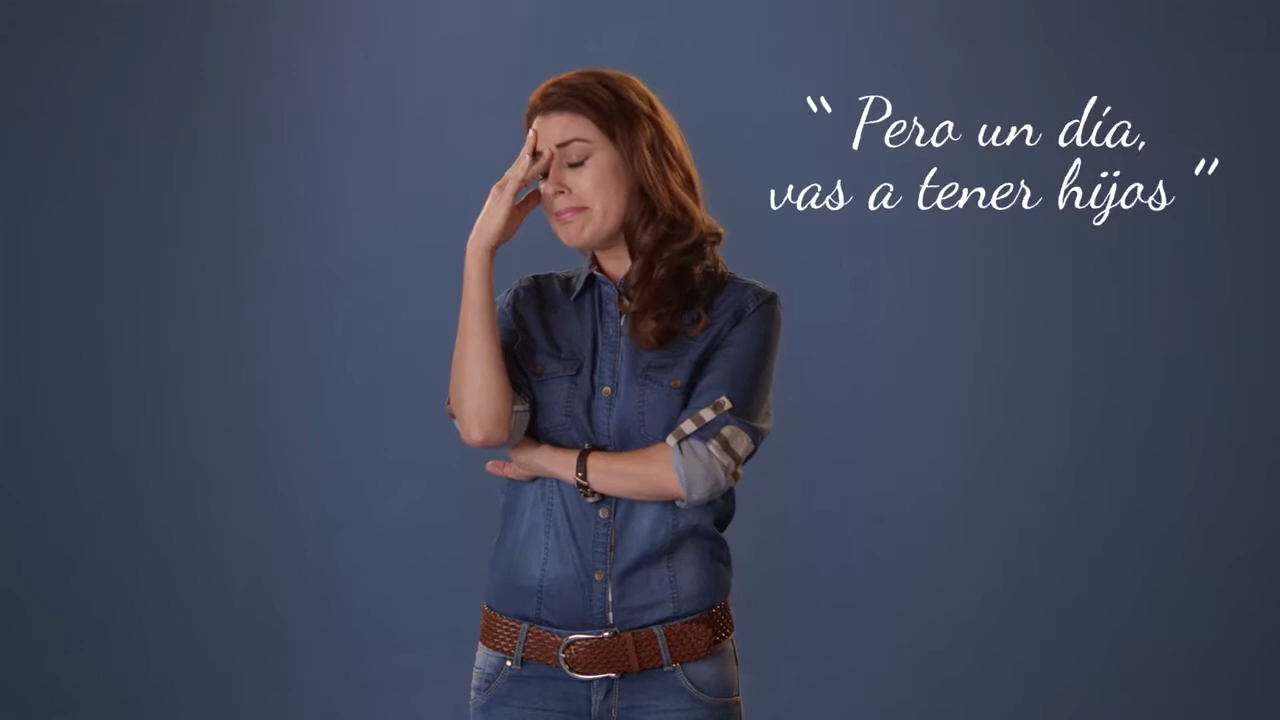 “ Pero un día,
vas a tener hijos ”